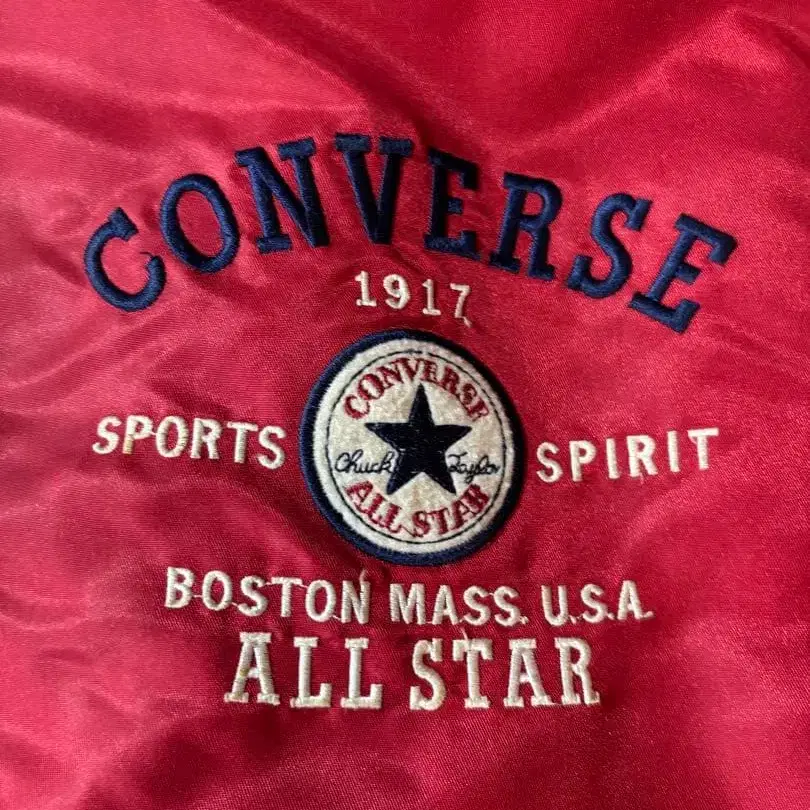 CONVERSE
1917
SPORTS SPIRIT
CONVERSE
Chuck Taylor
ALL STAR
BOSTON MASS. U.S.A.
ALL STAR